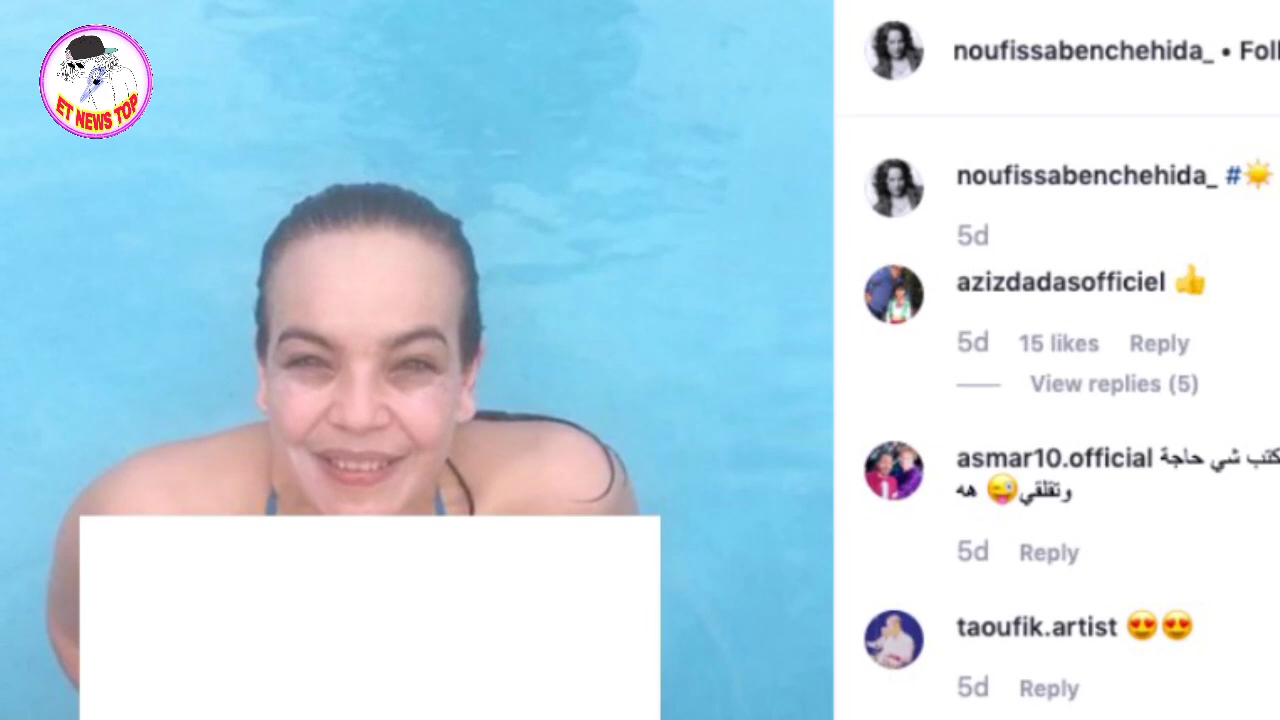 ET NEWS TOP
noufissabenchehida_ •
noufissabenchehida_ #☀️
5d
azizdadasofficiel 👍
5d 15 likes Reply
View replies (5)
asmar10.official كتب شي حاجة
وتقلقي😜 هه
5d Reply
taoufik.artist 😍😍
5d Reply